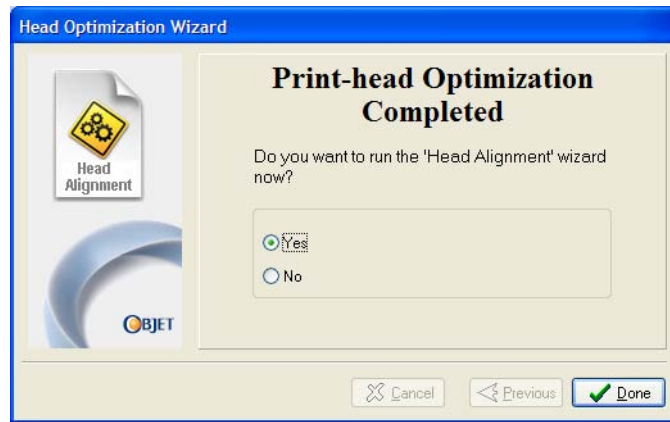 Head Optimization Wizard
Head
Alignment
OBJET
Print-head Optimization
Completed
Do you want to run the 'Head Alignment' wizard
now?
Yes
No
Cancel
Previous
Done